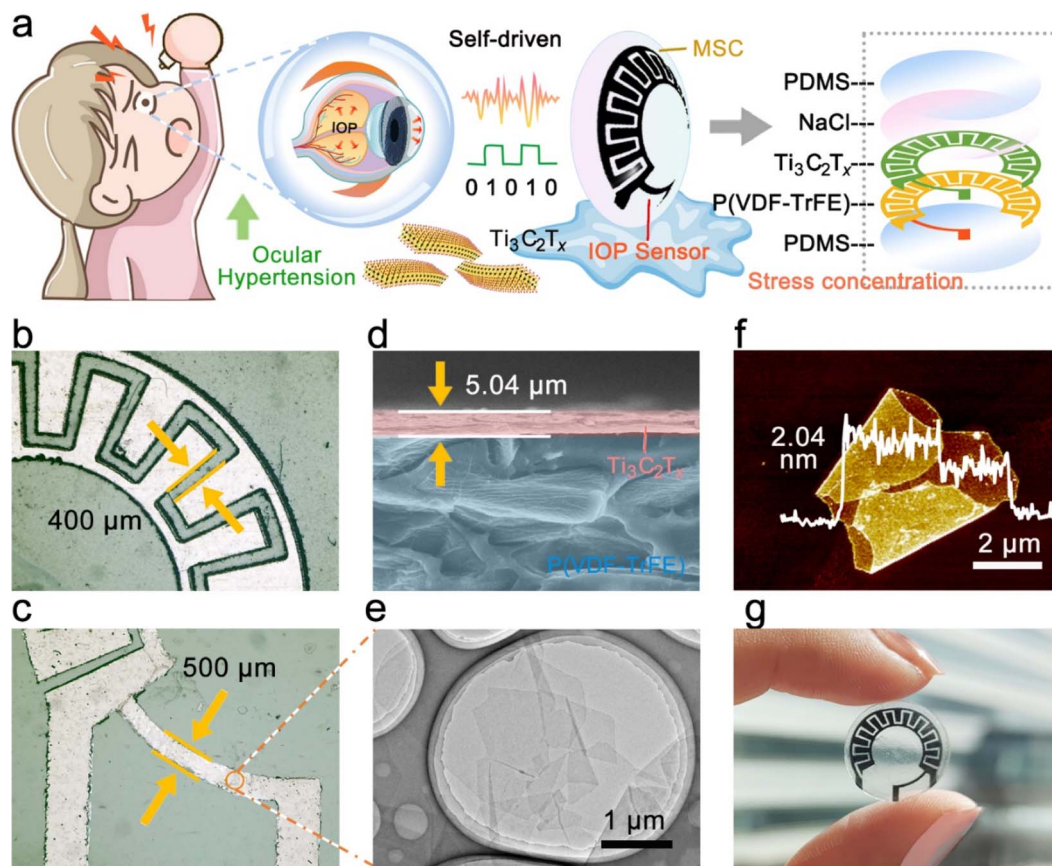 a
Self-driven
MSC
IOP
0 1 0 1 0
Ocular
Hypertension
Ti₃C₂Tₓ
IOP Sensor
PDMS---
NaCl---
Ti₃C₂Tₓ---
P(VDF-TrFE)---
PDMS---
Stress concentration
b
400 µm
d
5.04 µm
Ti₃C₂Tₓ
P(VDF-TrFE)
f
2.04
nm
2 µm
c
500 µm
e
1 µm
g